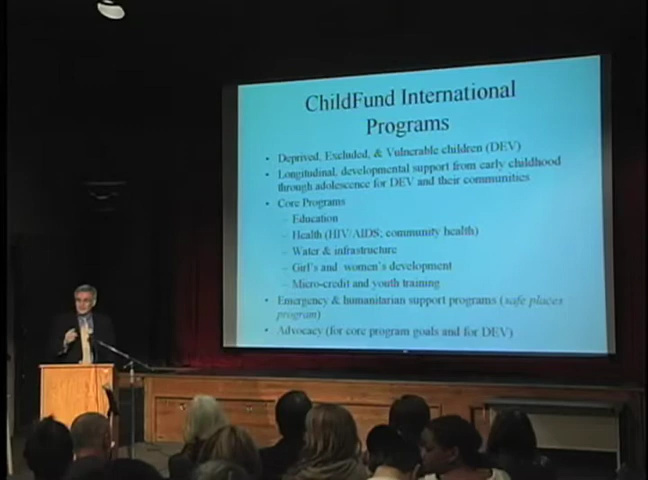 ChildFund International
Programs
• Deprived, Excluded, & Vulnerable children (DEV)
• Longitudinal, developmental support from early childhood
through adolescence for DEV and their communities
• Core Programs
– Education
– Health (HIV/AIDS; community health)
– Water & infrastructure
– Girl's and women's development
– Micro-credit and youth training
• Emergency & humanitarian support programs (safe places
program)
• Advocacy (for core program goals and for DEV)